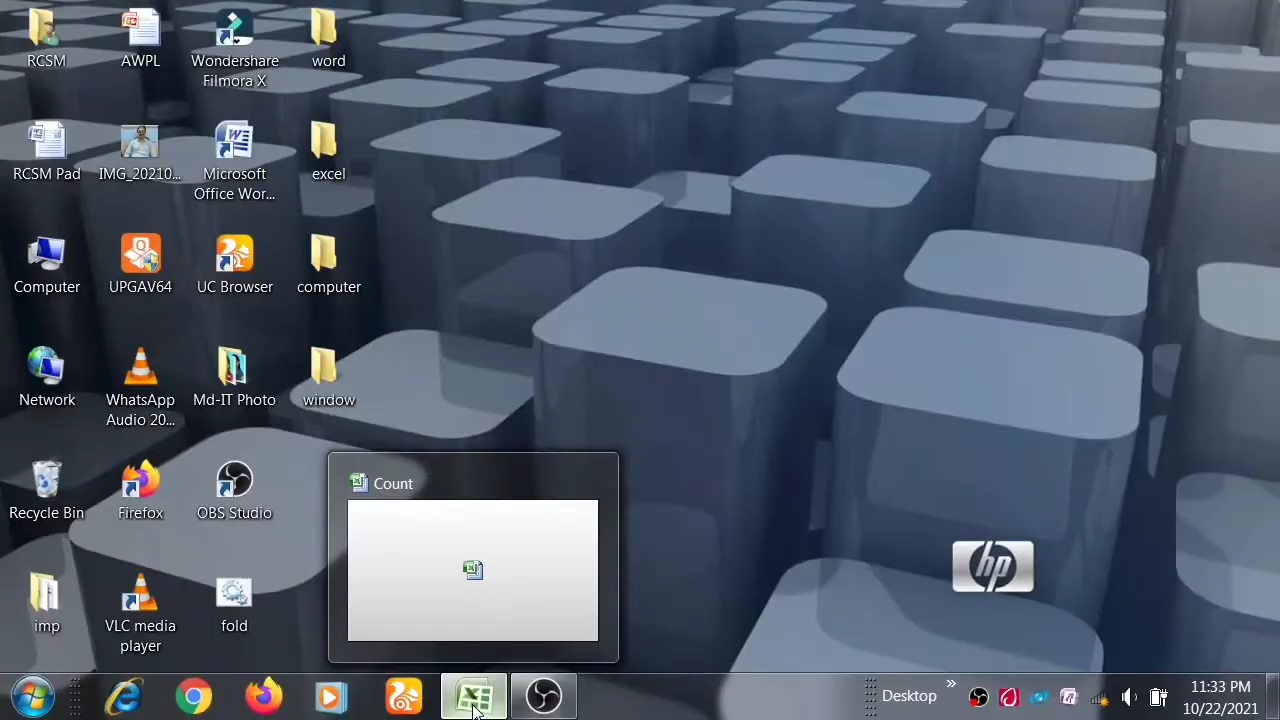 RCSM
AWPL
Wondershare
Filmora X
word
RCSM Pad
IMG_20210...
Microsoft
Office Wor...
excel
Computer
UPGAV64
UC Browser
computer
Network
WhatsApp
Audio 20...
Md-IT Photo
window
Recycle Bin
Firefox
OBS Studio
Count
imp
VLC media
player
fold
hp
Desktop
»
11:33 PM
10/22/2021